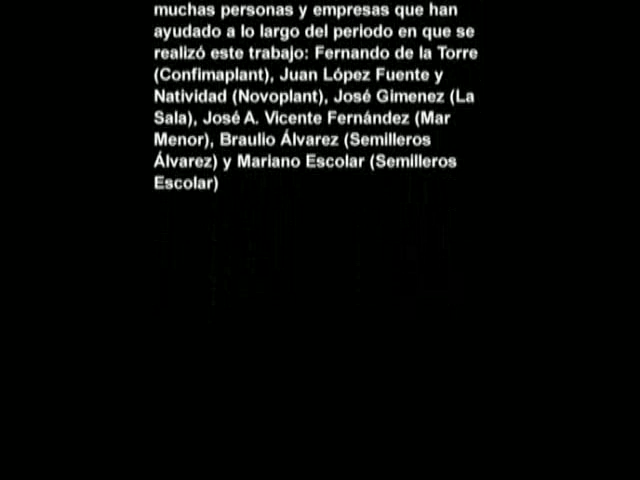 muchas personas y empresas que han
ayudado a lo largo del periodo en que se
realizó este trabajo: Fernando de la Torre
(Confimaplant), Juan López Fuente y
Natividad (Novoplant), José Gimenez (La
Sala), José A. Vicente Fernández (Mar
Menor), Braulio Álvarez (Semilleros
Álvarez) y Mariano Escolar (Semilleros
Escolar)